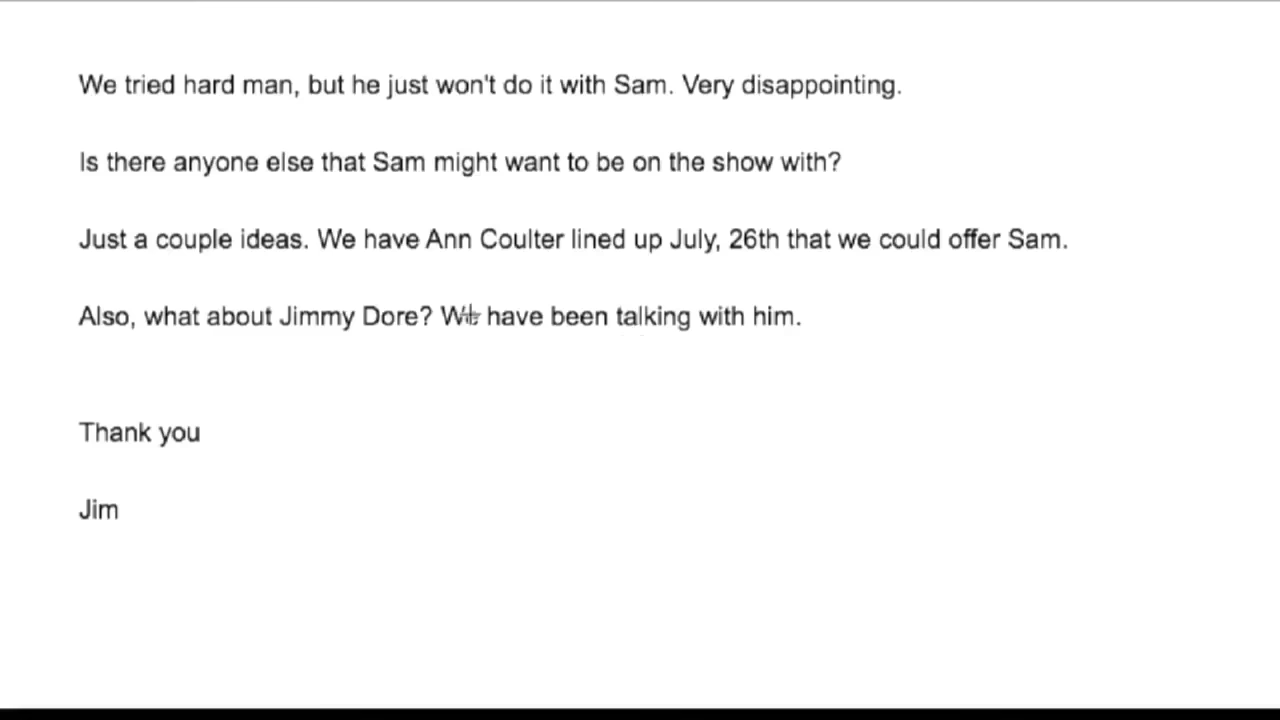 We tried hard man, but he just won't do it with Sam. Very disappointing.
Is there anyone else that Sam might want to be on the show with?
Just a couple ideas. We have Ann Coulter lined up July, 26th that we could offer Sam.
Also, what about Jimmy Dore? We have been talking with him.
Thank you
Jim